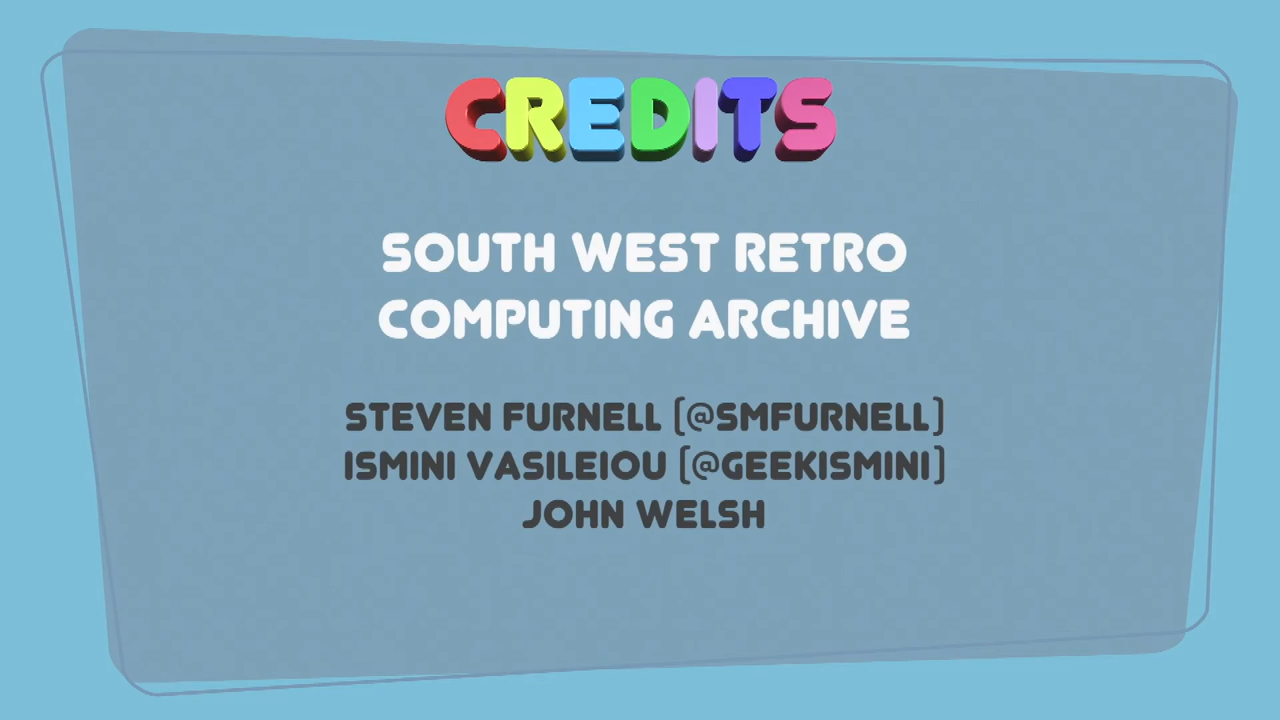 CREDITS
SOUTH WEST RETRO
COMPUTING ARCHIVE
STEVEN FURNELL (@SMFURNELL)
ISMINI VASILEIOU (@GEEKISMINI)
JOHN WELSH